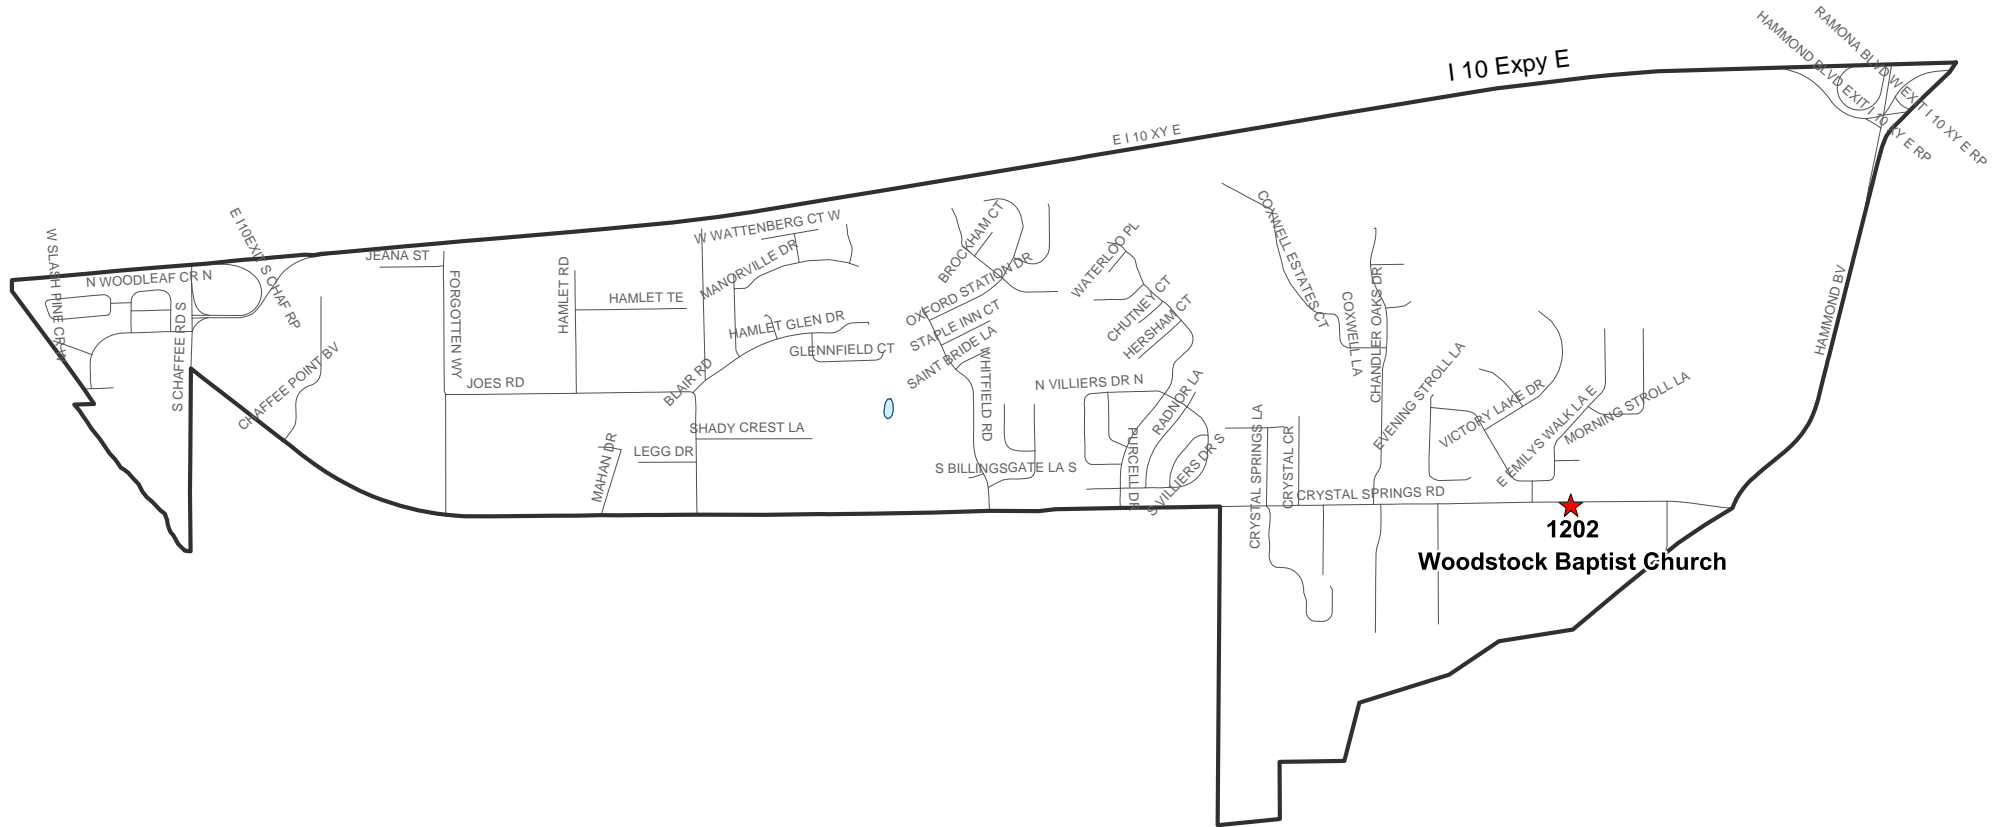 RAMONA BLVD W EXIT I 10 XY E RP
HAMMOND BLVD EXIT I 10 XY E RP
I 10 Expy E
E I 10 XY E
HAMMOND BV
W SLASH PINE CR W
N WOODLEAF CR N
S CHAFFEE RD S
E I10EXIT S CHAF RP
CHAFFEE POINT BV
JEANA ST
FORGOTTEN WY
HAMLET RD
HAMLET TE
JOES RD
W WATTENBERG CT W
MANORVILLE DR
HAMLET GLEN DR
GLENNFIELD CT
BLAIR RD
SHADY CREST LA
LEGG DR
MAHAN DR
BROCKHAM CT
OXFORD STATION DR
STAPLE INN CT
SAINT BRIDE LA
WHITFIELD RD
S BILLINGSGATE LA S
WATERLOO PL
CHUTNEY CT
HERSHAM CT
N VILLIERS DR N
RADNOR LA
PURCELL DR
S VILLIERS DR S
COXWELL ESTATES CT
COXWELL LA
CHANDLER OAKS DR
CRYSTAL SPRINGS LA
CRYSTAL CR
CRYSTAL SPRINGS RD
EVENING STROLL LA
VICTORY LAKE DR
E EMILYS WALK LA E
MORNING STROLL LA
1202
Woodstock Baptist Church